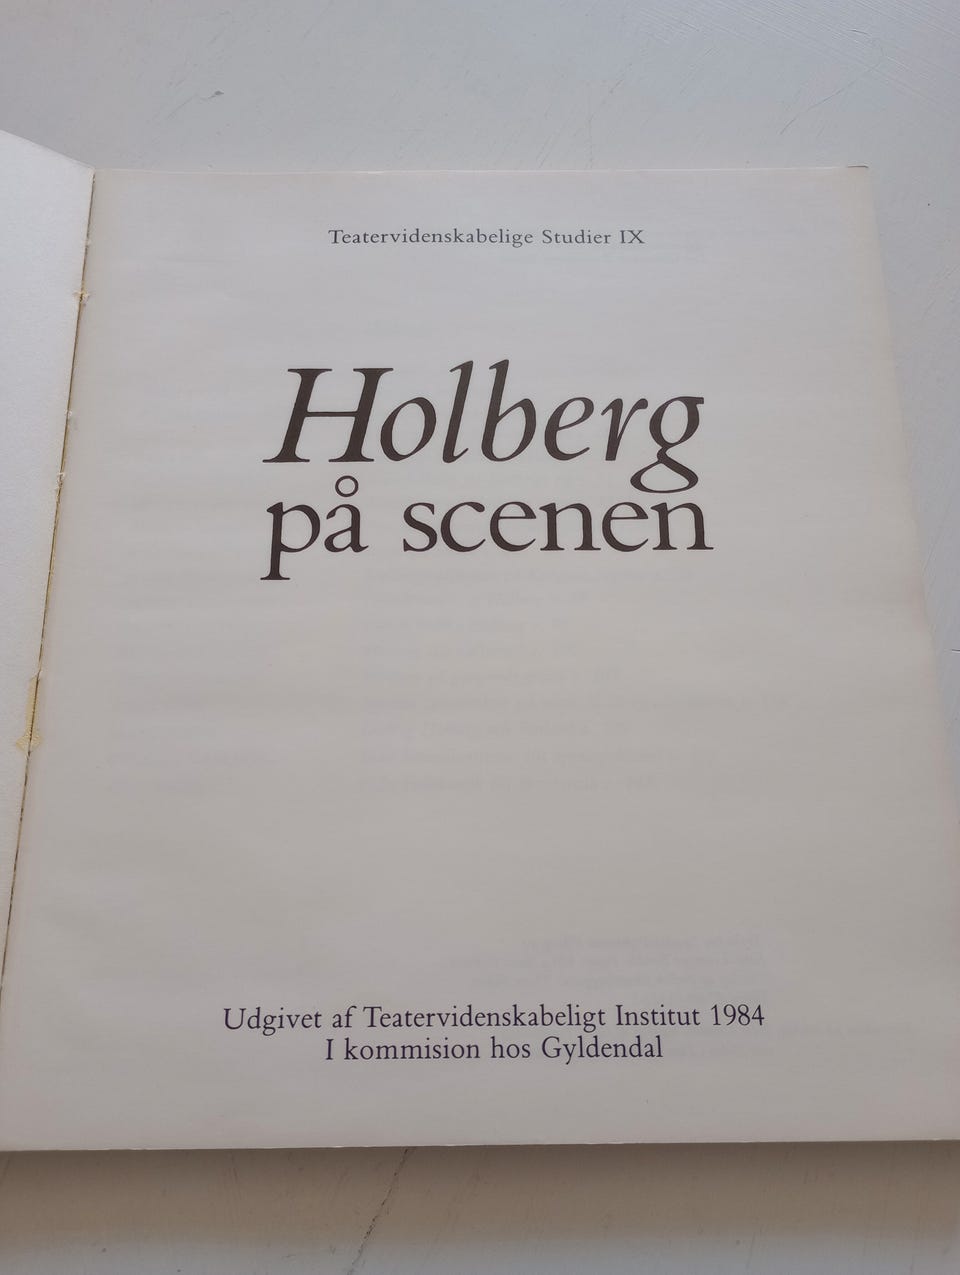 Teatervidenskabelige Studier IX
Holberg
på scenen
Udgivet af Teatervidenskabeligt Institut 1984
I kommision hos Gyldendal